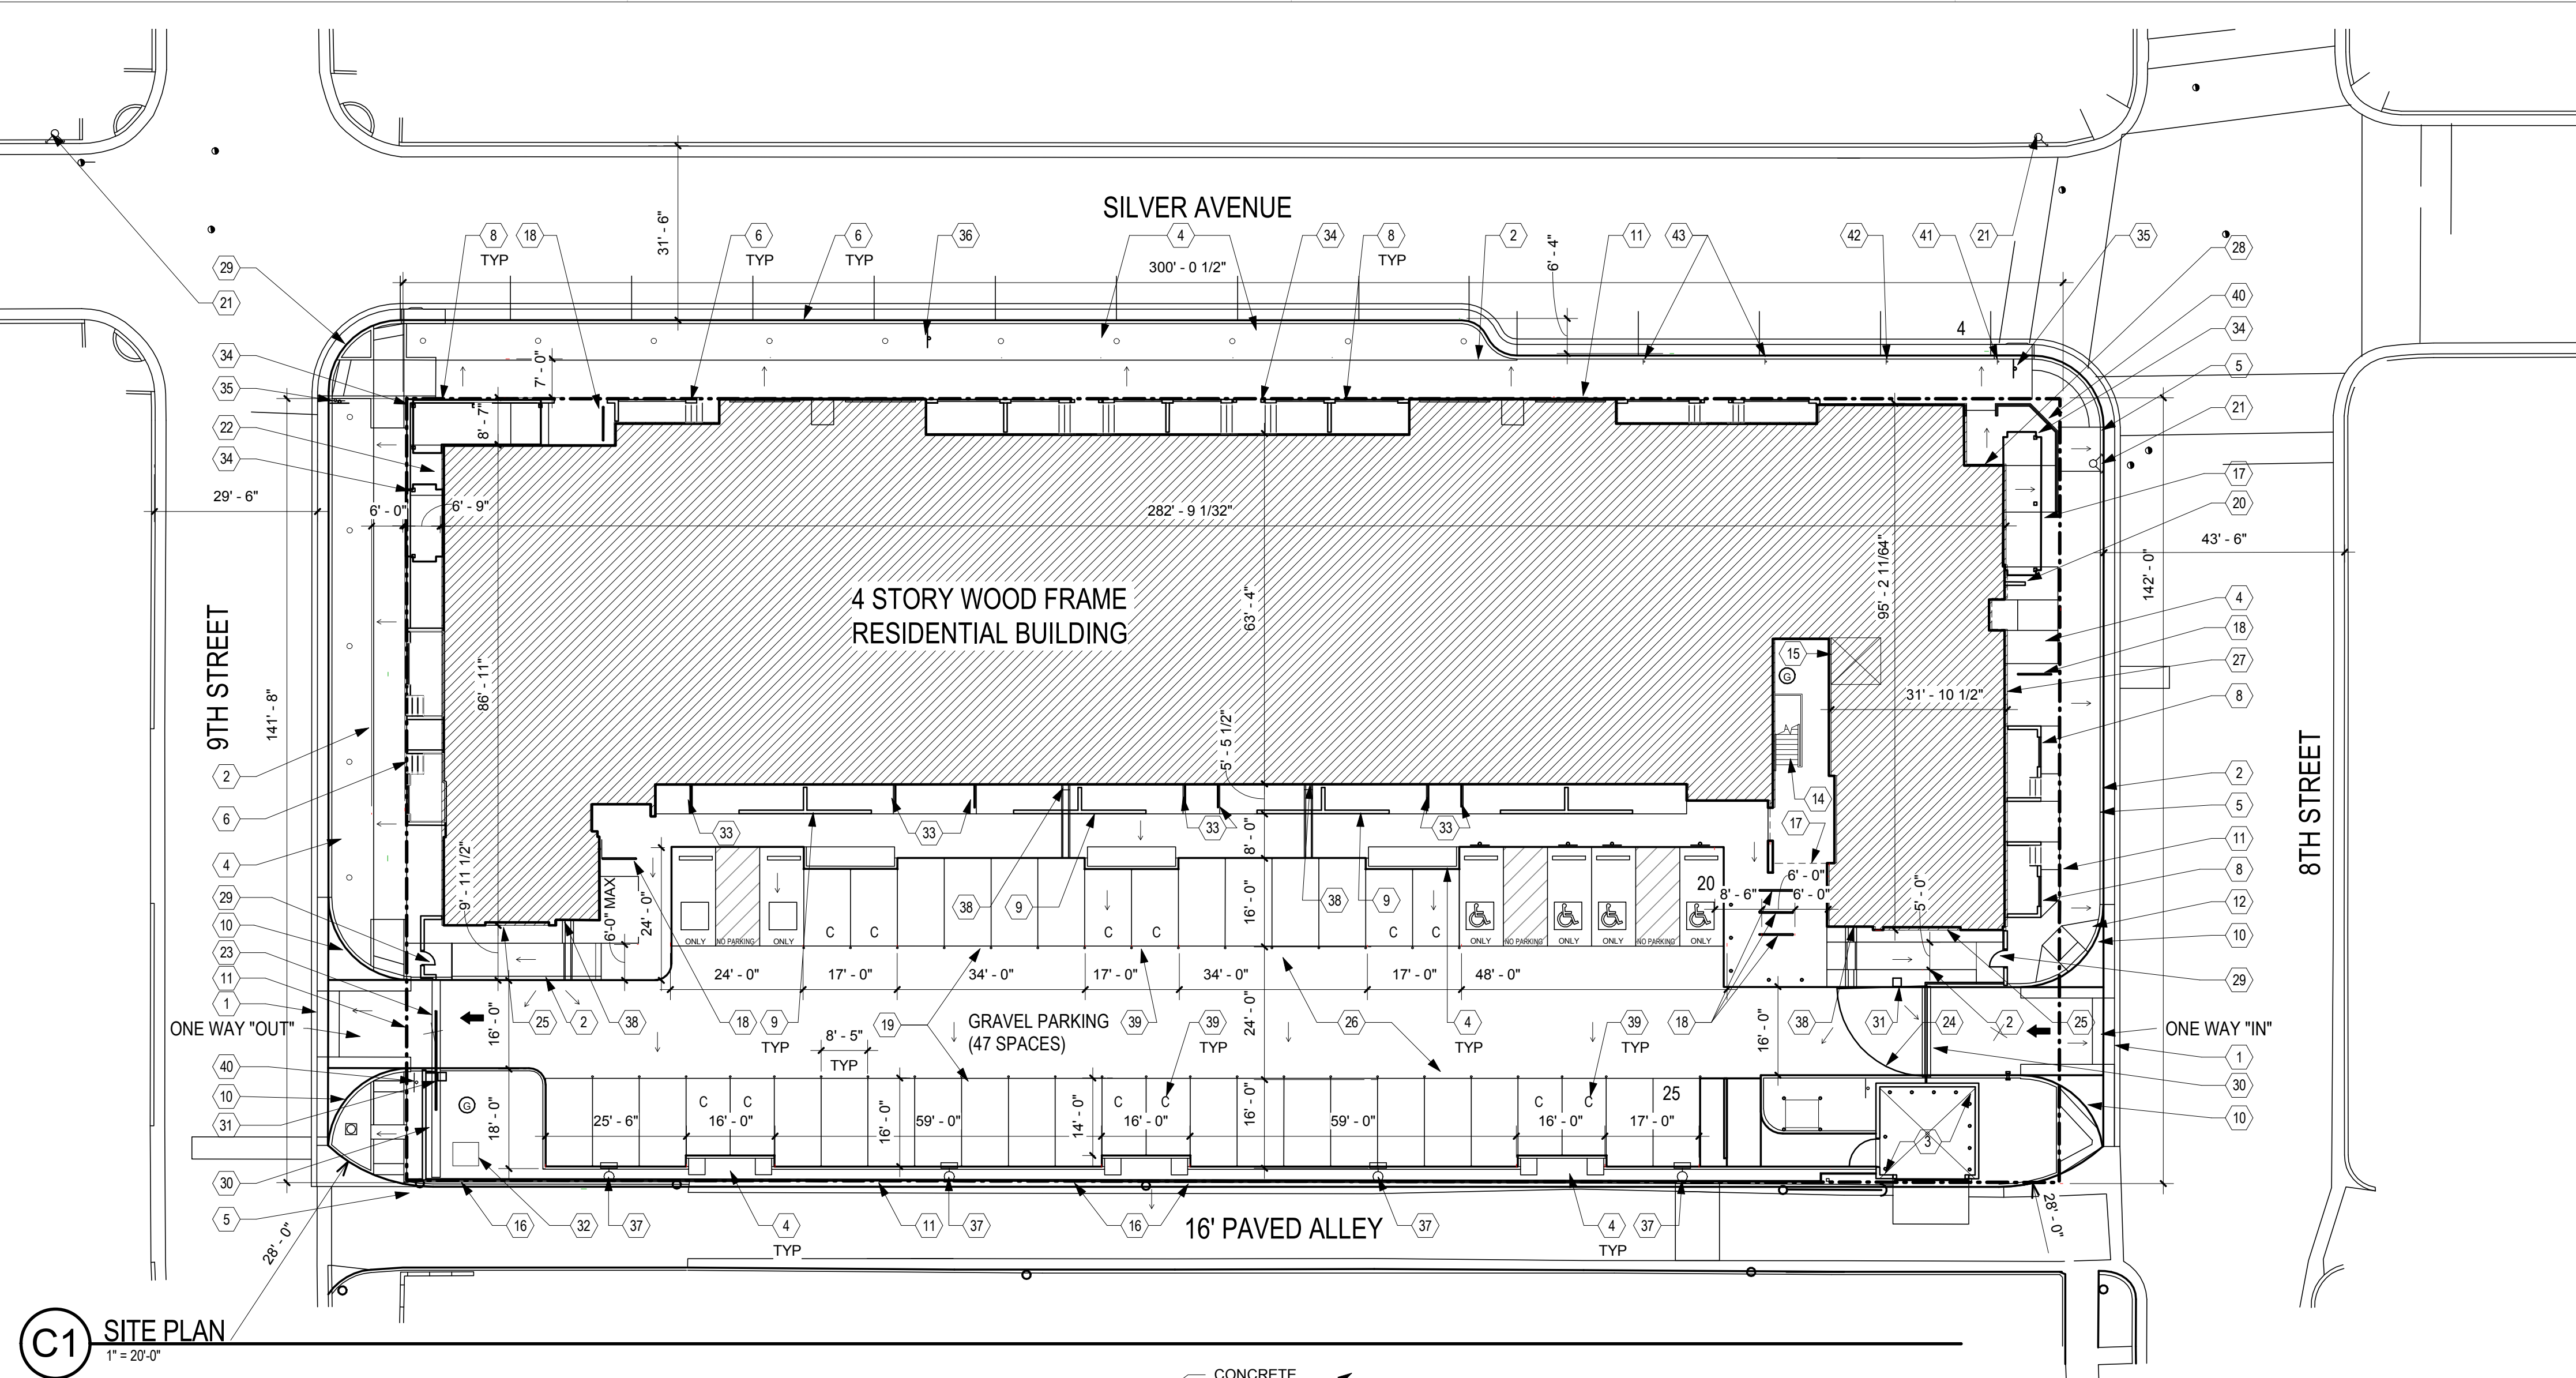 SILVER AVENUE
31' - 6"
8
TYP
18
6
TYP
6
TYP
36
4
300' - 0 1/2"
34
8
TYP
2
6' - 4"
11
43
42
41
21
35
29
21
34
35
22
34
29' - 6"
28
40
34
5
21
17
20
43' - 6"
4
7' - 0"
8' - 7"
6' - 0"
6' - 9"
282' - 9 1/32"
4 STORY WOOD FRAME
RESIDENTIAL BUILDING
63' - 4"
95' - 2 11/64"
142' - 0"
9TH STREET
141' - 8"
86' - 11"
15
G
31' - 10 1/2"
14
17
4
18
27
8
2
5
11
8
12
10
29
8TH STREET
2
6
4
29
10
23
11
1
ONE WAY "OUT"
40
10
31
30
5
5' - 5 1/2"
33
33
33
33
8' - 0"
9' - 11 1/2"
6'-0" MAX
24' - 0"
38
9
16' - 0"
38
9
20
8' - 6"
6' - 0"
6' - 0"
5' - 0"
ONLY
NO PARKING
ONLY
C
C
C
C
C
C
ONLY
NO PARKING
ONLY
ONLY
NO PARKING
ONLY
24' - 0"
17' - 0"
34' - 0"
17' - 0"
34' - 0"
17' - 0"
48' - 0"
16' - 0"
25
2
38
18
9
TYP
8' - 5"
TYP
19
GRAVEL PARKING
(47 SPACES)
39
39
TYP
24' - 0"
26
4
TYP
39
TYP
18
16' - 0"
38
31
24
2
25
ONE WAY "IN"
1
30
10
G
18' - 0"
25' - 6"
C
C
16' - 0"
16' - 0"
59' - 0"
14' - 0"
C
C
16' - 0"
16' - 0"
59' - 0"
C
C
16' - 0"
25
17' - 0"
3
16
32
37
4
TYP
11
37
16
16' PAVED ALLEY
37
4
TYP
37
28' - 0"
28' - 0"
C1
SITE PLAN
1" = 20'-0"
CONCRETE